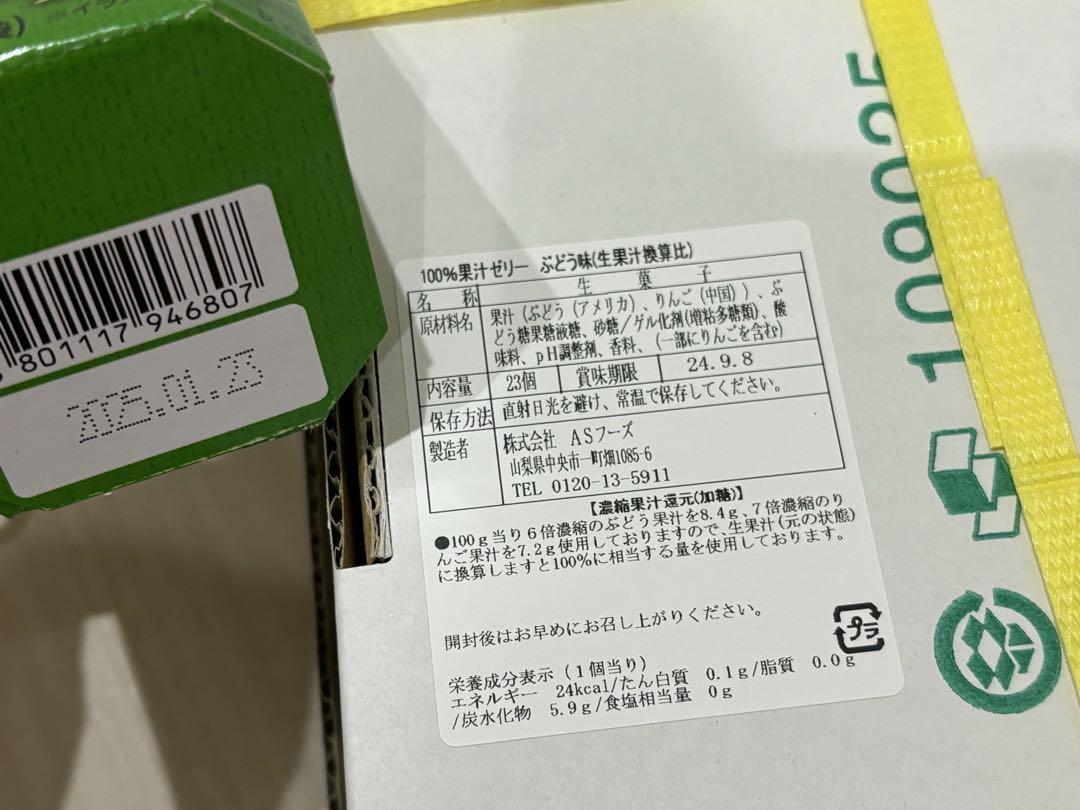 801117 946807
2025.01.23
100%果汁ゼリー ぶどう味(生果汁換算比)
名 称 生 菓 子
原材料名 果汁 (ぶどう (アメリカ)、りんご (中国) )、ぶ
どう糖果糖液糖、砂糖/ゲル化剤(増粘多糖類)、酸
味料、pH調整剤、香料、(一部にりんごを含む)
内容量 23個 賞味期限 24.9.8
保存方法 直射日光を避け、常温で保存してください。
製造者 株式会社 ASフーズ
山梨県中央市一町畑1085-6
TEL 0120-13-5911
【濃縮果汁還元(加糖)】
●100g当り6倍濃縮のぶどう果汁を8.4g、7倍濃縮のり
んご果汁を7.2g使用しておりますので、生果汁(元の状態)
に換算しますと100%に相当する量を使用しております。
開封後はお早めにお召し上がりください。
プラ
栄養成分表示 (1個当り)
エネルギー 24kcal/たん白質 0.1g/脂質 0.0g
/炭水化物 5.9g/食塩相当量 0g